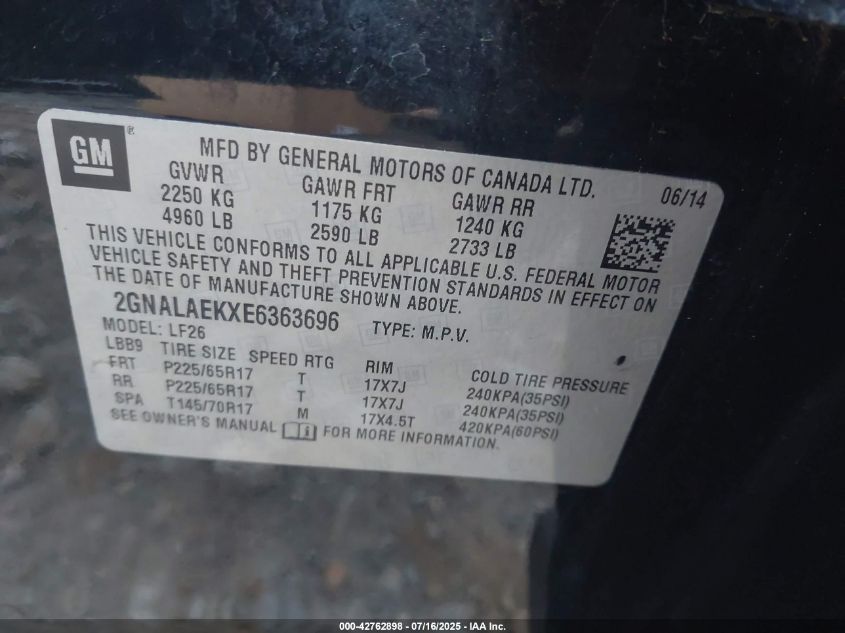 GM ®
MFD BY GENERAL MOTORS OF CANADA LTD. 06/14
GVWR GAWR FRT GAWR RR
2250 KG 1175 KG 1240 KG
4960 LB 2590 LB 2733 LB
THIS VEHICLE CONFORMS TO ALL APPLICABLE U.S. FEDERAL MOTOR
VEHICLE SAFETY AND THEFT PREVENTION STANDARDS IN EFFECT ON
THE DATE OF MANUFACTURE SHOWN ABOVE.
2GNALAEKXE6363696 TYPE: M.P.V.
MODEL: LF26
LBB9 TIRE SIZE SPEED RTG RIM COLD TIRE PRESSURE
FRT P225/65R17 T 17X7J 240KPA(35PSI)
RR P225/65R17 T 17X7J 240KPA(35PSI)
SPA T145/70R17 M 17X4.5T 420KPA(60PSI)
SEE OWNER'S MANUAL FOR MORE INFORMATION.
000-42762898 - 07/16/2025 - IAA Inc.